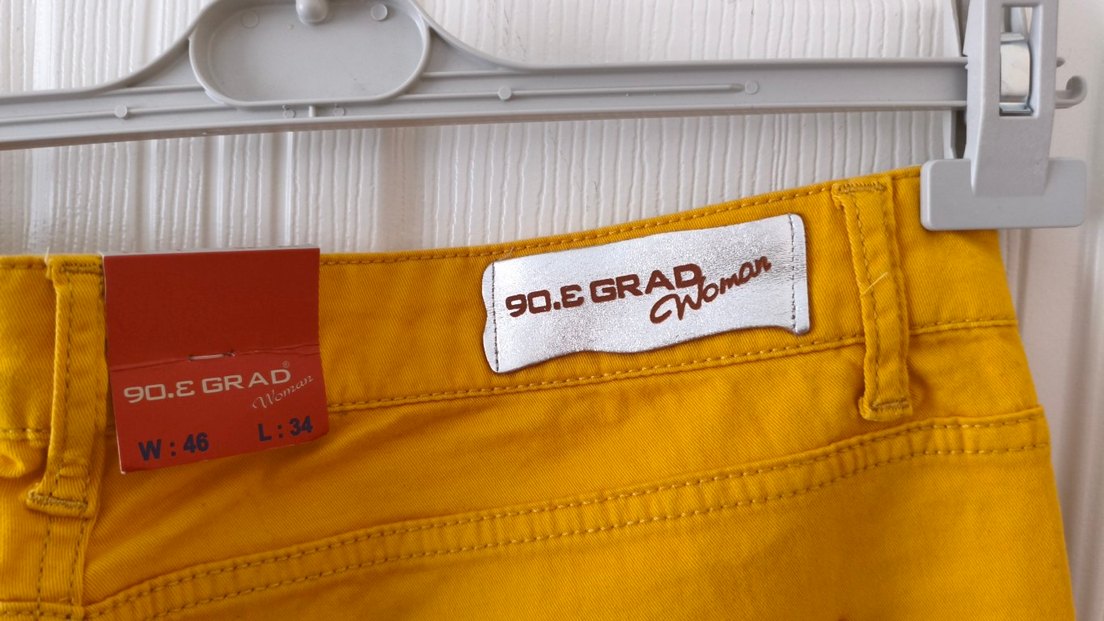 90.Ɛ GRAD
Woman
90.Ɛ GRAD®
Woman
W : 46 L : 34